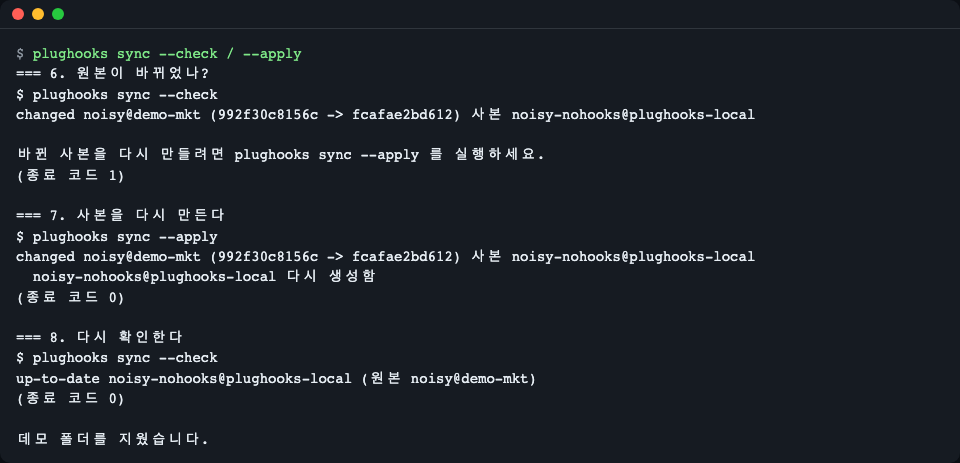 $ plughooks sync --check / --apply
=== 6. 원본이 바뀌었나?
$ plughooks sync --check
changed noisy@demo-mkt (992f30c8156c -> fcafae2bd612) 사본 noisy-nohooks@plughooks-local
바뀐 사본을 다시 만들려면 plughooks sync --apply 를 실행하세요.
(종료 코드 1)
=== 7. 사본을 다시 만든다
$ plughooks sync --apply
changed noisy@demo-mkt (992f30c8156c -> fcafae2bd612) 사본 noisy-nohooks@plughooks-local
  noisy-nohooks@plughooks-local 다시 생성함
(종료 코드 0)
=== 8. 다시 확인한다
$ plughooks sync --check
up-to-date noisy-nohooks@plughooks-local (원본 noisy@demo-mkt)
(종료 코드 0)
데모 폴더를 지웠습니다.